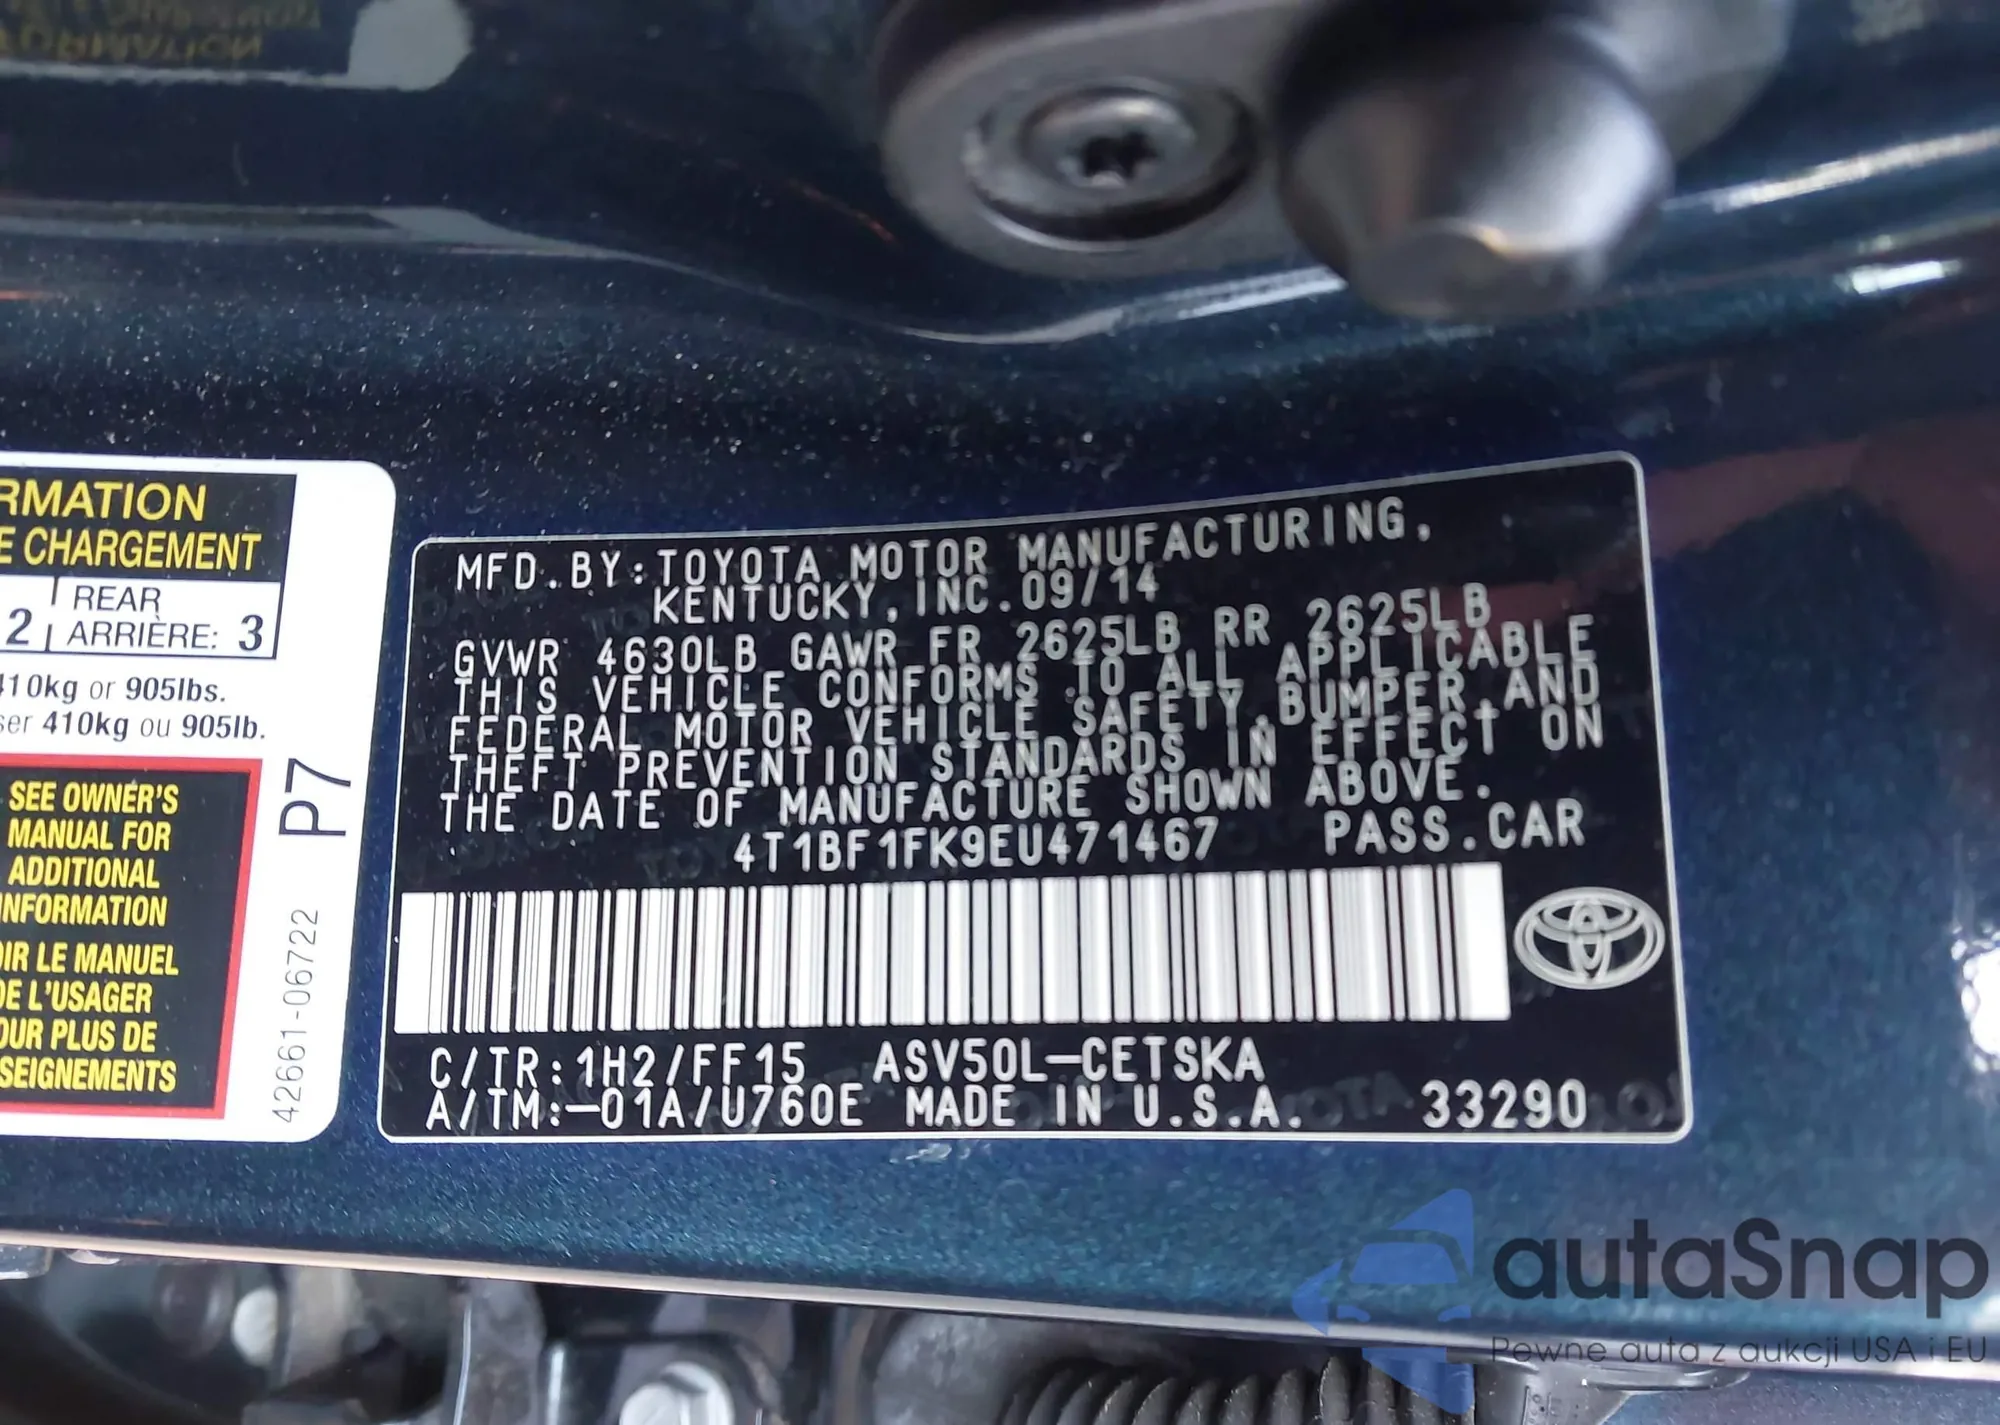 RMATION
E CHARGEMENT
2 REAR
ARRIÈRE: 3
410kg or 905lbs.
ser 410kg ou 905lb.
SEE OWNER'S
MANUAL FOR
ADDITIONAL
INFORMATION
OIR LE MANUEL
DE L'USAGER
OUR PLUS DE
SEIGNEMENTS
P7
42661-06722
MFD.BY:TOYOTA MOTOR MANUFACTURING,
KENTUCKY,INC.09/14
GVWR 4630LB GAWR FR 2625LB RR 2625LB
THIS VEHICLE CONFORMS TO ALL APPLICABLE
FEDERAL MOTOR VEHICLE SAFETY,BUMPER,AND
THEFT PREVENTION STANDARDS IN EFFECT ON
THE DATE OF MANUFACTURE SHOWN ABOVE.
4T1BF1FK9EU471467 PASS.CAR
C/TR:1H2/FF15 ASV50L-CETSKA
A/TM:-01A/U760E MADE IN U.S.A. 33290
autaSnap
Pewne auta z aukcji USA i EU